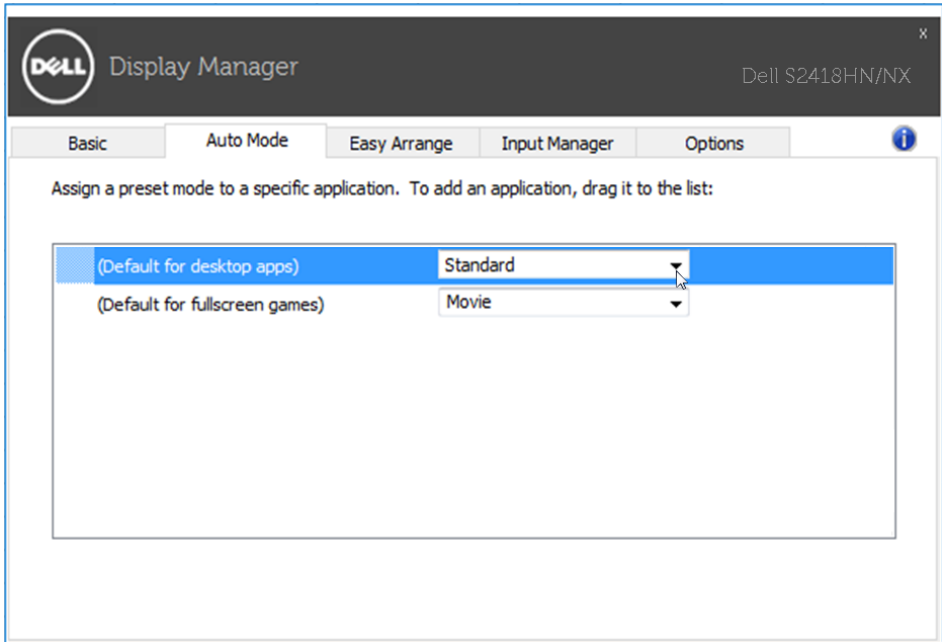 DELL Display Manager
X
Dell S2418HN/NX
Basic Auto Mode Easy Arrange Input Manager Options
Assign a preset mode to a specific application. To add an application, drag it to the list:
(Default for desktop apps) Standard
(Default for fullscreen games) Movie